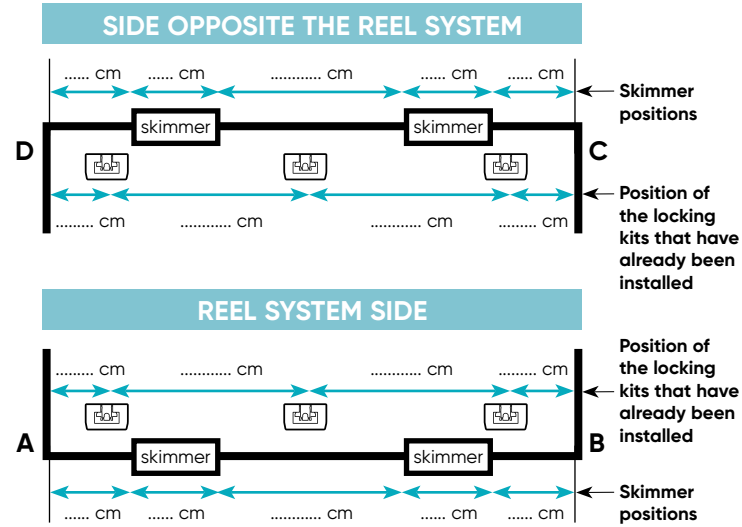 SIDE OPPOSITE THE REEL SYSTEM
...... cm ...... cm ............ cm ...... cm ...... cm
Skimmer
positions
skimmer skimmer
D C
Position of
the locking
kits that have
already been
installed
.......... cm ............ cm ............ cm .......... cm
REEL SYSTEM SIDE
Position of
the locking
kits that have
already been
installed
.......... cm ............ cm ............ cm .......... cm
A B
skimmer skimmer
Skimmer
positions
...... cm ...... cm ............ cm ...... cm ...... cm